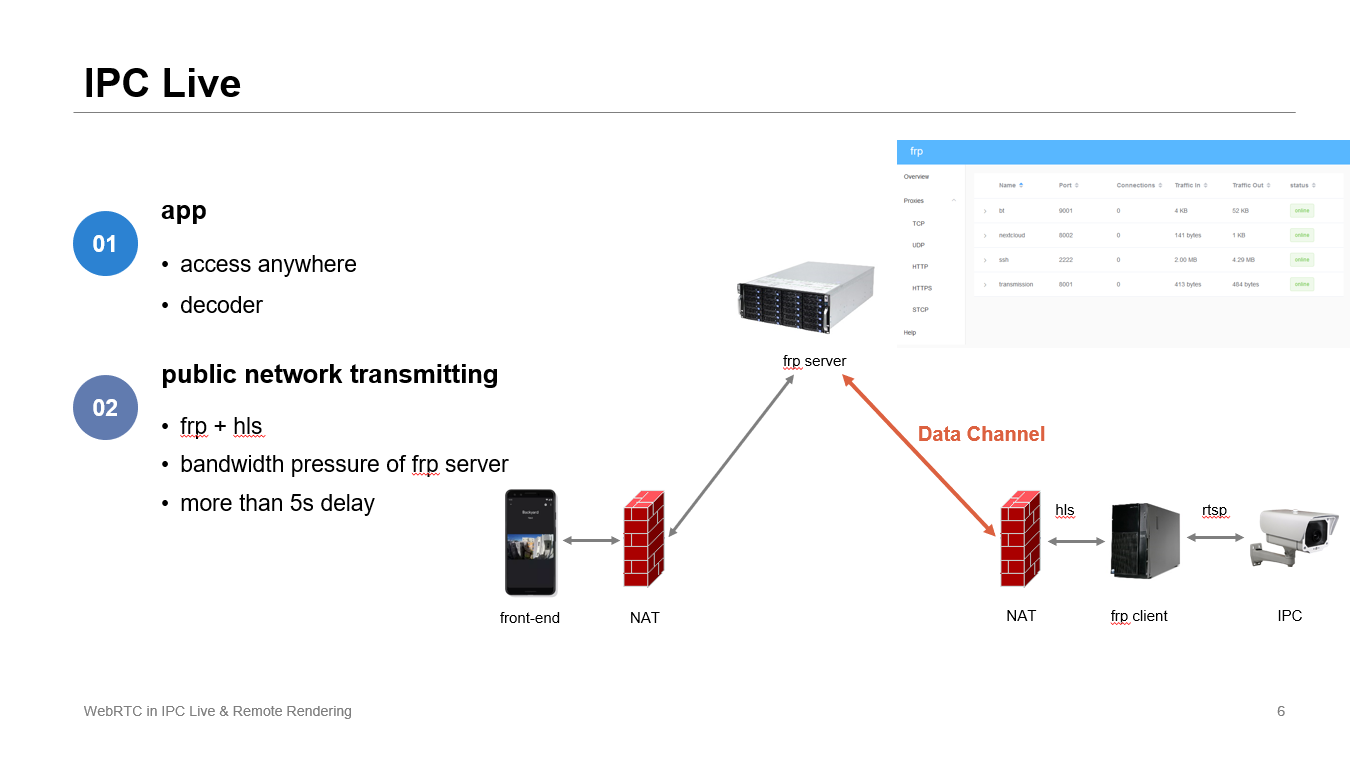 IPC Live
01
app
• access anywhere
• decoder
02
public network transmitting
• frp + hls
• bandwidth pressure of frp server
• more than 5s delay
frp
Overview
Proxies
TCP
UDP
HTTP
HTTPS
STCP
Help
Name Port Connections Traffic In Traffic Out status
bt 9001 0 4 KB 52 KB online
nextcloud 8002 0 141 bytes 1 KB online
ssh 2222 0 2.00 MB 4.29 MB online
transmission 8001 0 413 bytes 484 bytes online
frp server
Data Channel
hls
rtsp
Backyard
front-end
NAT
NAT
frp client
IPC
WebRTC in IPC Live & Remote Rendering
6